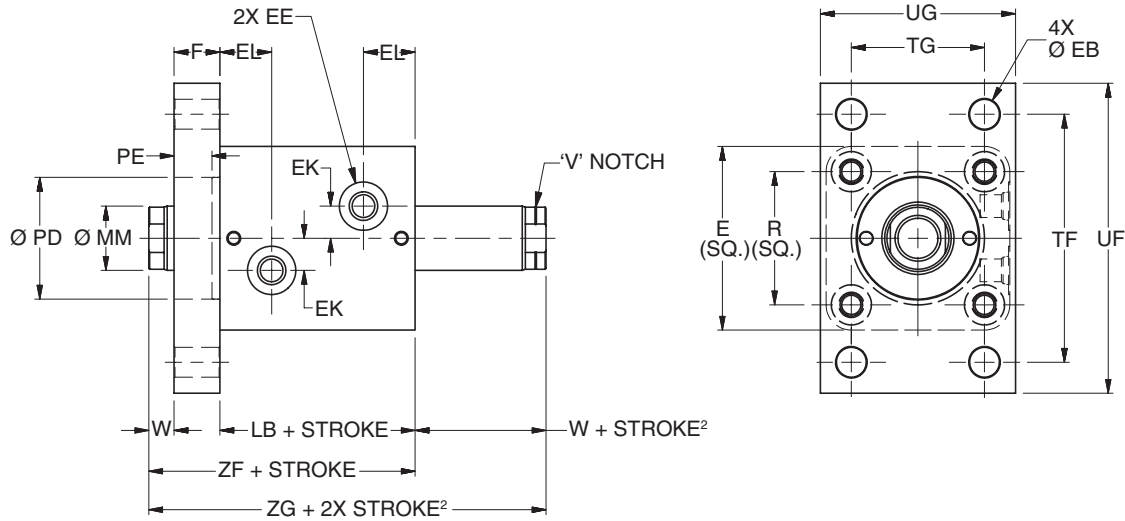 2X EE
F
EL
EL
PE
EK
'V' NOTCH
Ø PD
Ø MM
EK
W
LB + STROKE
W + STROKE²
ZF + STROKE
ZG + 2X STROKE²
UG
TG
4X
Ø EB
E
(SQ.)
R
(SQ.)
TF
UF